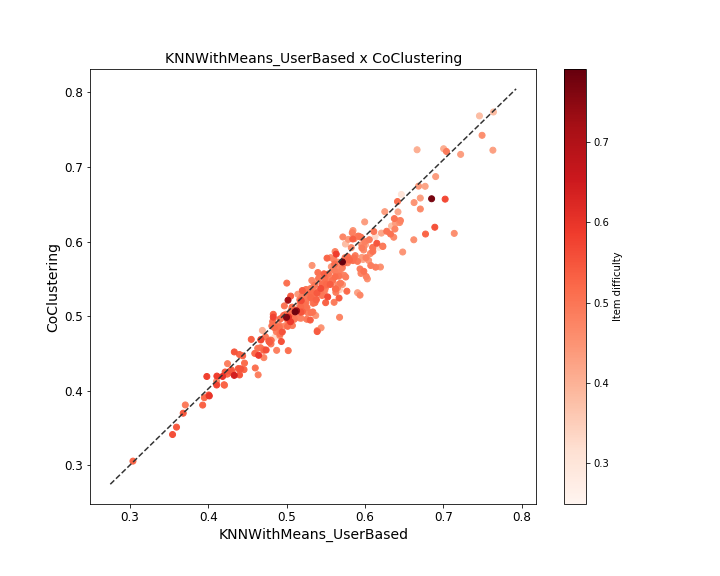 KNNWithMeans_UserBased x CoClustering
0.8
0.7
0.6
0.5
0.4
0.3
CoClustering
0.3 0.4 0.5 0.6 0.7 0.8
KNNWithMeans_UserBased
0.7
0.6
0.5
0.4
0.3
Item difficulty